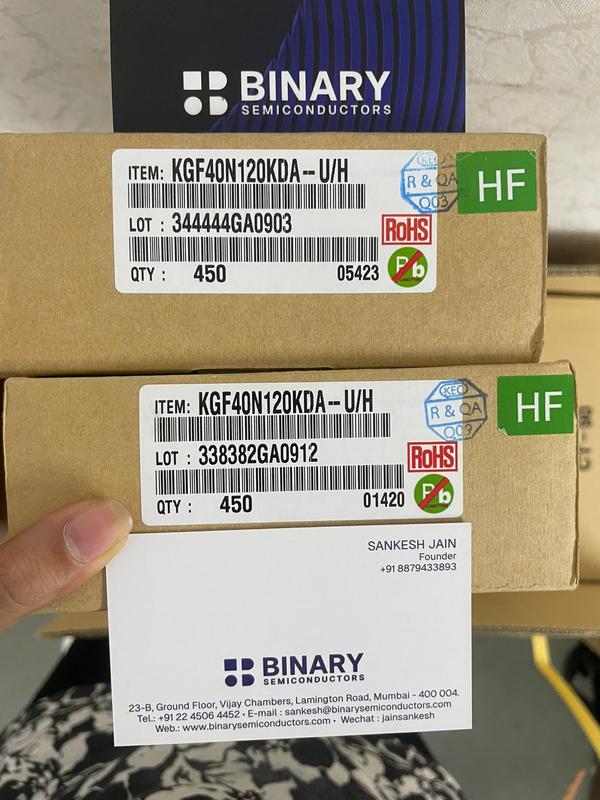 BINARY
SEMICONDUCTORS
ITEM: KGF40N120KDA--U/H
LOT : 344444GA0903
QTY : 450 05423
KEC
R & QA
Q03
HF
RoHS
Pb
ITEM: KGF40N120KDA--U/H
LOT : 338382GA0912
QTY : 450 01420
KEC
R & QA
Q03
HF
RoHS
Pb
SANKESH JAIN
Founder
+91 8879433893
BINARY
SEMICONDUCTORS
23-B, Ground Floor, Vijay Chambers, Lamington Road, Mumbai - 400 004.
Tel.: +91 22 4506 4452 • E-mail : sankesh@binarysemiconductors.com
Web.: www.binarysemiconductors.com • Wechat : jainsankesh